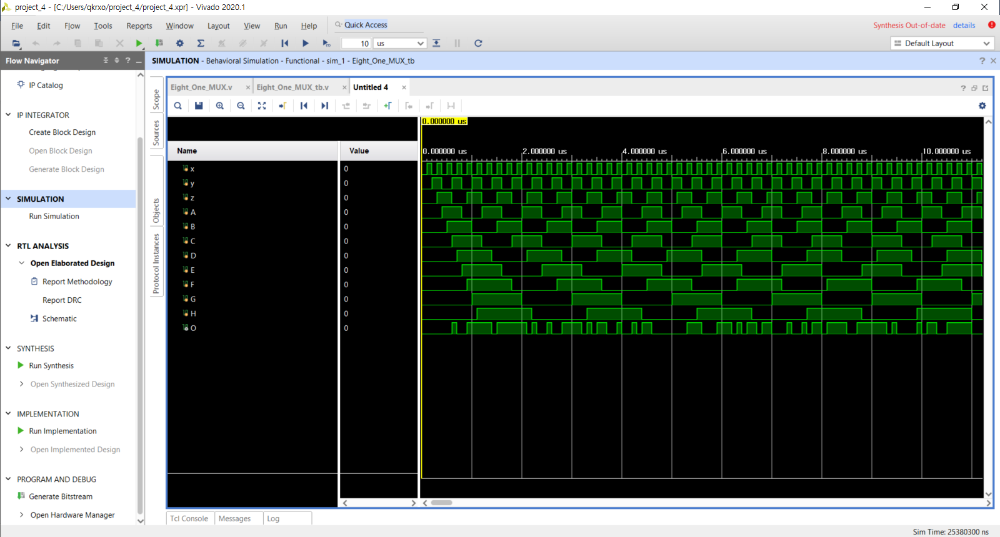 project_4 - [C:/Users/qkrxo/project_4/project_4.xpr] - Vivado 2020.1
File Edit Flow Tools Reports Window Layout View Run Help Quick Access
Synthesis Out-of-date details
10 us
Default Layout
Flow Navigator
SIMULATION - Behavioral Simulation - Functional - sim_1 - Eight_One_MUX_tb
IP Catalog
IP INTEGRATOR
Create Block Design
Open Block Design
Generate Block Design
SIMULATION
Run Simulation
RTL ANALYSIS
Open Elaborated Design
Report Methodology
Report DRC
Schematic
SYNTHESIS
Run Synthesis
Open Synthesized Design
IMPLEMENTATION
Run Implementation
Open Implemented Design
PROGRAM AND DEBUG
Generate Bitstream
Open Hardware Manager
Scope
Sources
Objects
Protocol Instances
Eight_One_MUX.v Eight_One_MUX_tb.v Untitled 4
0.000000 us
Name Value
0.000000 us 2.000000 us 4.000000 us 6.000000 us 8.000000 us 10.000000 us
x 0
y 0
z 0
A 0
B 0
C 0
D 0
E 0
F 0
G 0
H 0
O 0
Tcl Console Messages Log
Sim Time: 25380300 ns